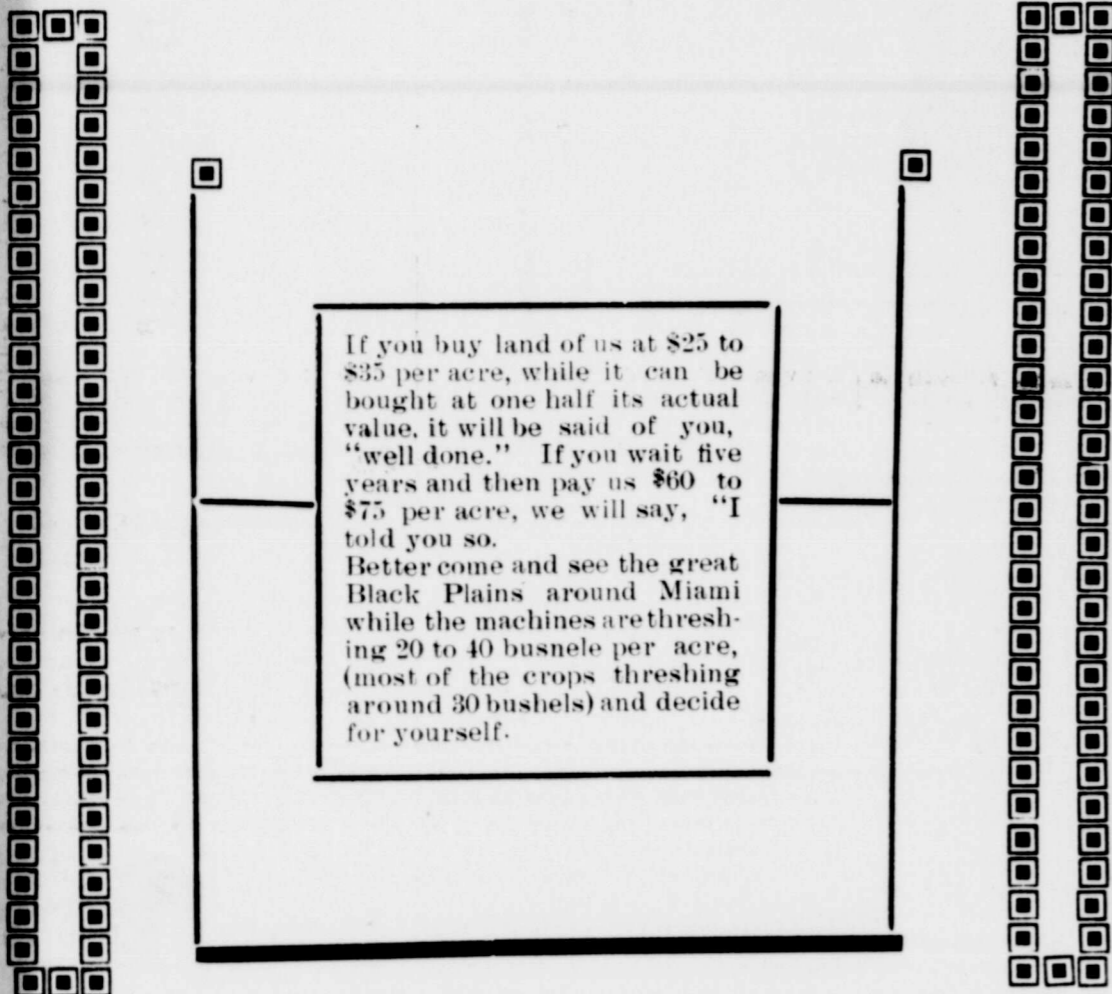 If you buy land of us at $25 to
$35 per acre, while it can be
bought at one half its actual
value. it will be said of you,
“well done.” If you wait five
years and then pay us $60 to
$75 per acre, we will say, “I
told you so.
Better come and see the great
Black Plains around Miami
while the machines are thresh-
ing 20 to 40 busnele per acre,
(most of the crops threshing
around 30 bushels) and decide
for yourself.